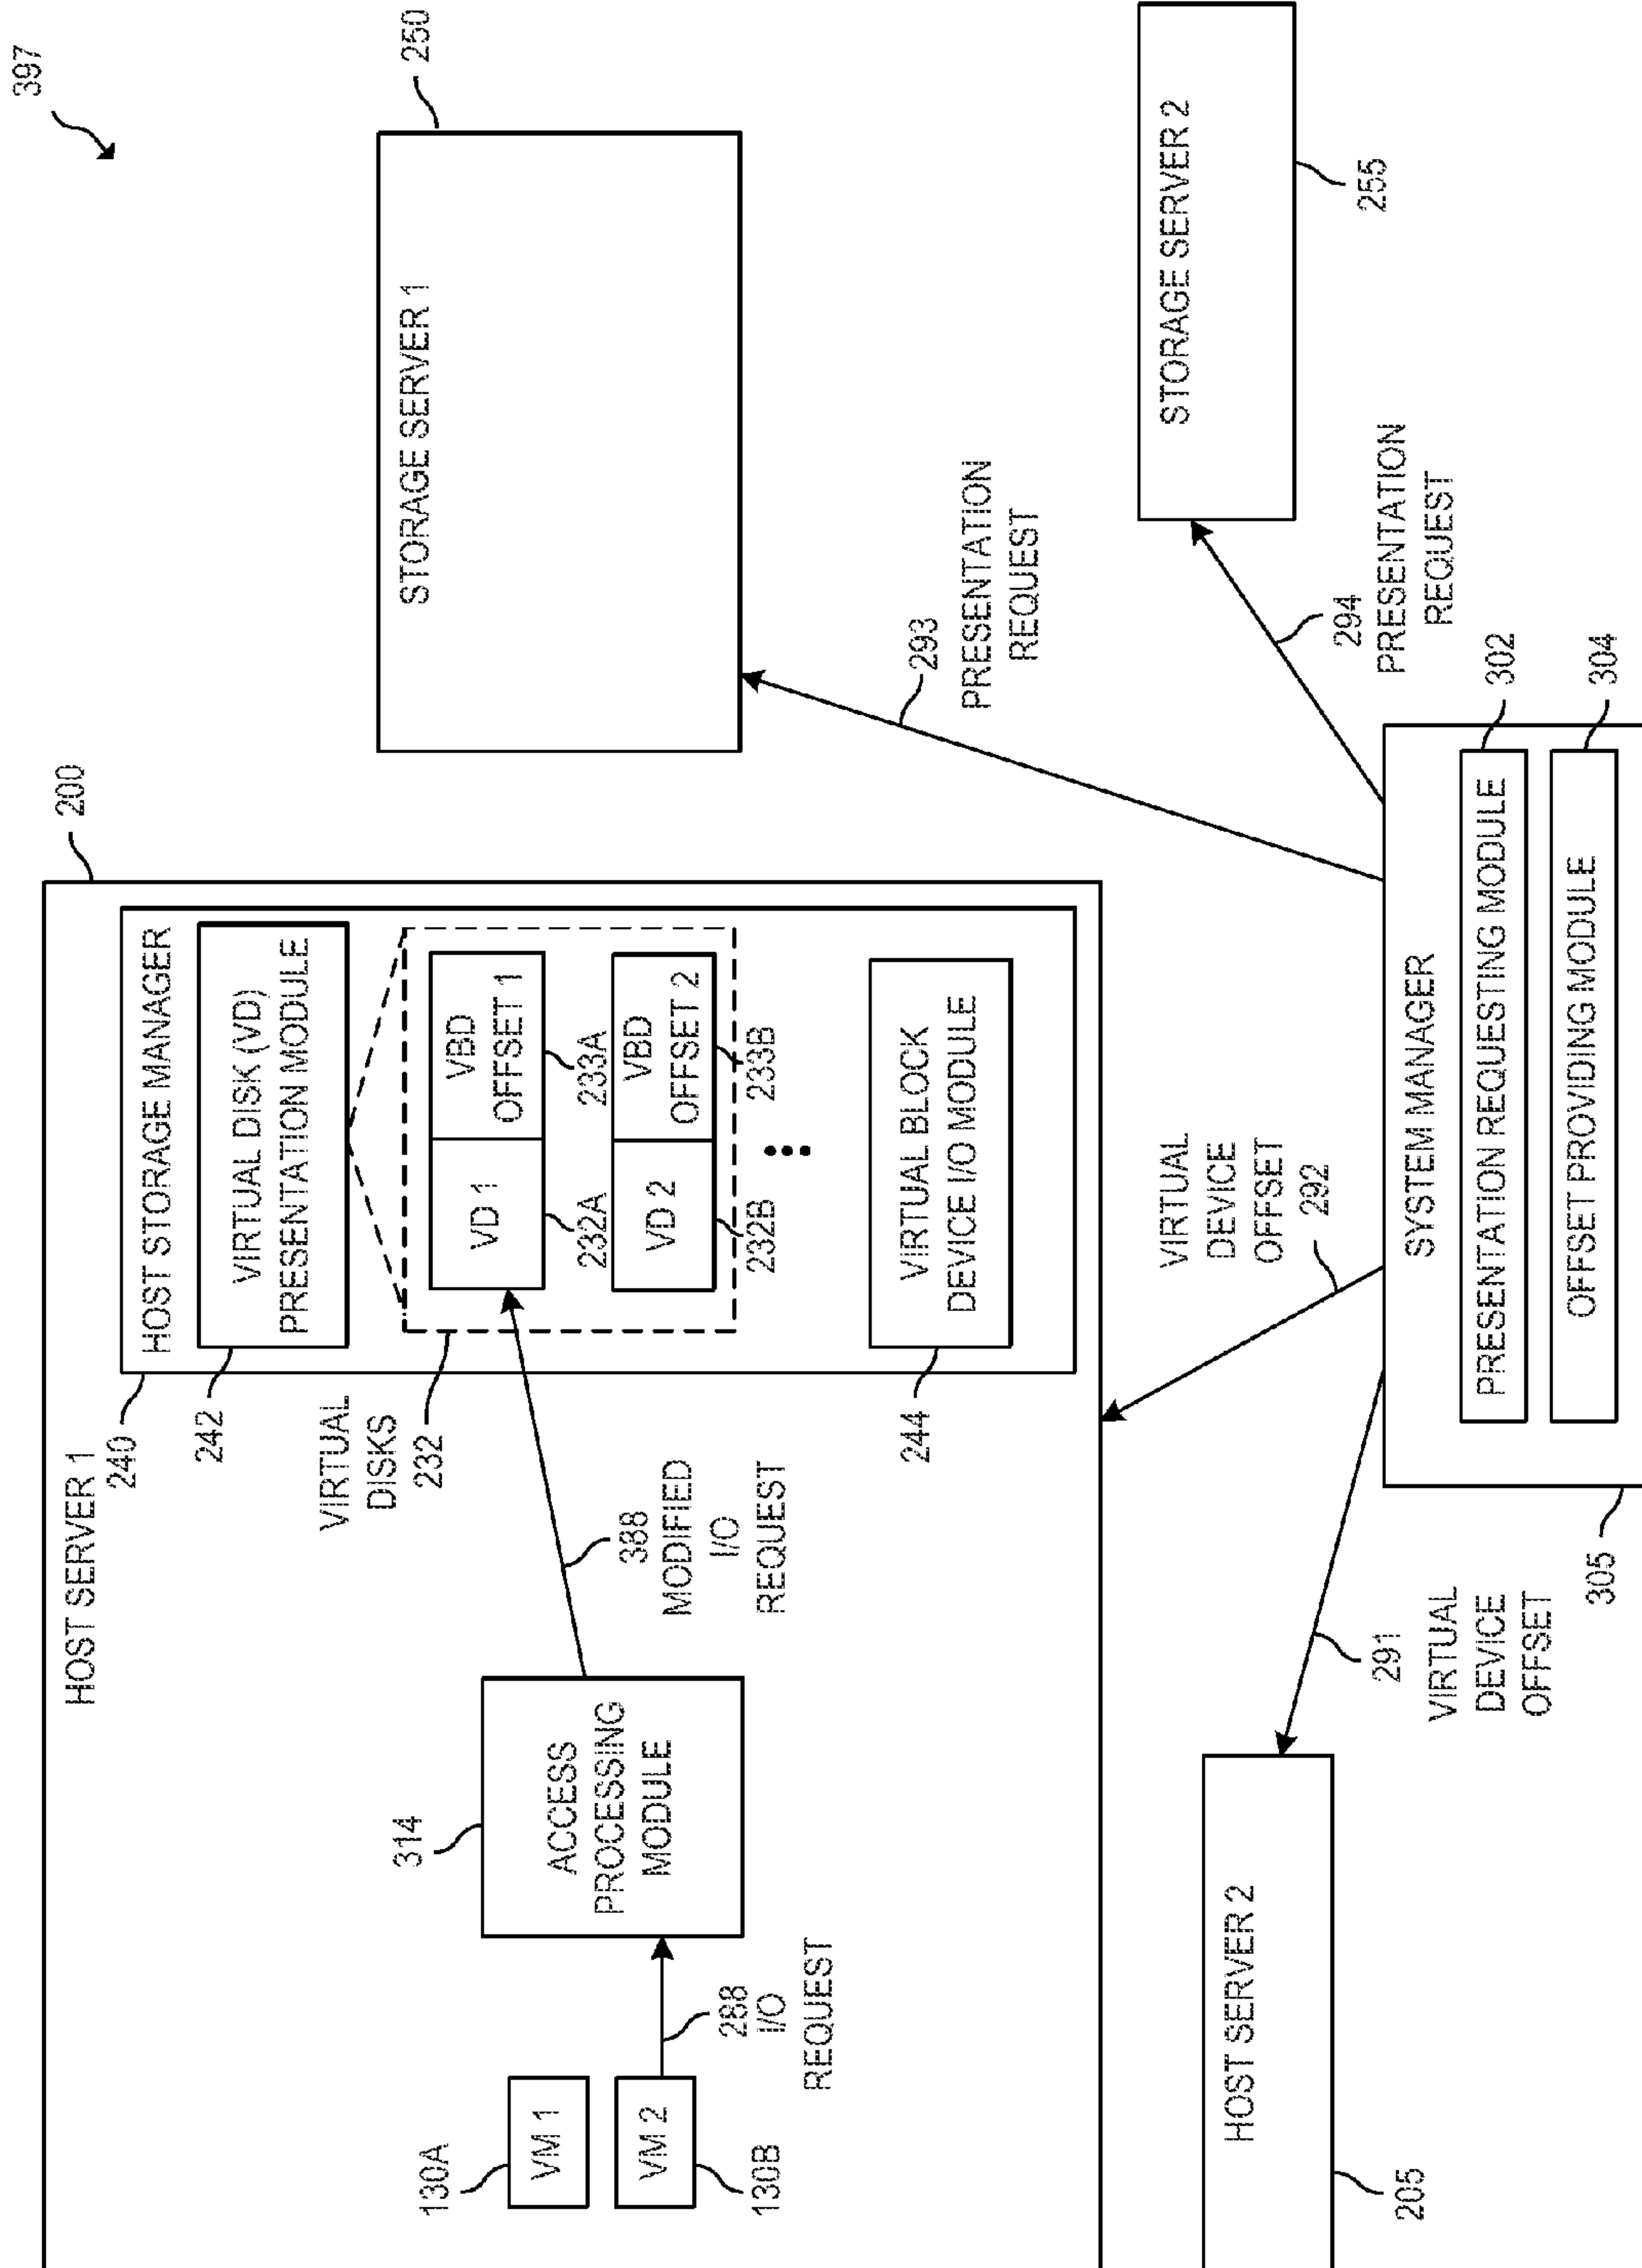 397
HOST SERVER 1
200
240
HOST STORAGE MANAGER
242
VIRTUAL DISK (VD)
PRESENTATION MODULE
VIRTUAL
DISKS
232
VD 1
VBD
OFFSET 1
232A
233A
VD 2
VBD
OFFSET 2
232B
233B
244
VIRTUAL BLOCK
DEVICE I/O MODULE
130A
VM 1
VM 2
130B
288
I/O
REQUEST
314
ACCESS
PROCESSING
MODULE
388
MODIFIED
I/O
REQUEST
250
STORAGE SERVER 1
STORAGE SERVER 2
255
293
PRESENTATION
REQUEST
294
PRESENTATION
REQUEST
VIRTUAL
DEVICE
OFFSET
292
291
VIRTUAL
DEVICE
OFFSET
HOST SERVER 2
205
SYSTEM MANAGER
PRESENTATION REQUESTING MODULE
302
OFFSET PROVIDING MODULE
304
305